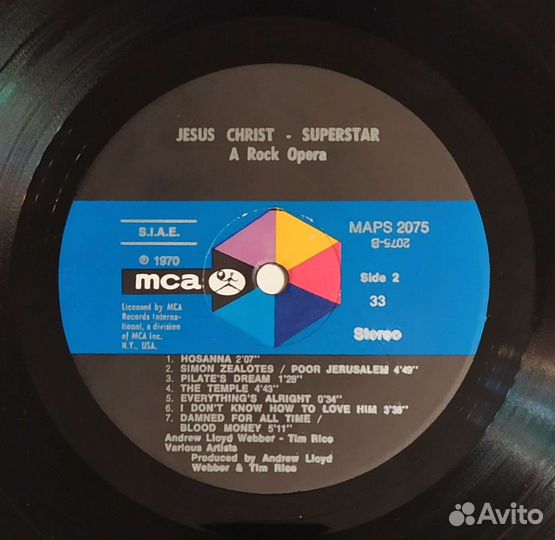 JESUS CHRIST - SUPERSTAR
A Rock Opera
S.I.A.E.
MAPS 2075
2075-B
℗ 1970
mca
Side 2
33
Licensed by MCA
Records Interna-
tional, a division
of MCA Inc.
N.Y., USA.
Stereo
1. HOSANNA 2'07"
2. SIMON ZEALOTES / POOR JERUSALEM 4'49"
3. PILATE'S DREAM 1'28"
4. THE TEMPLE 4'43"
5. EVERYTHING'S ALRIGHT 0'34"
6. I DON'T KNOW HOW TO LOVE HIM 3'36"
7. DAMNED FOR ALL TIME /
BLOOD MONEY 5'11"
Andrew Lloyd Webber - Tim Rice
Various Artists
Produced by Andrew Lloyd
Webber & Tim Rice
Avito